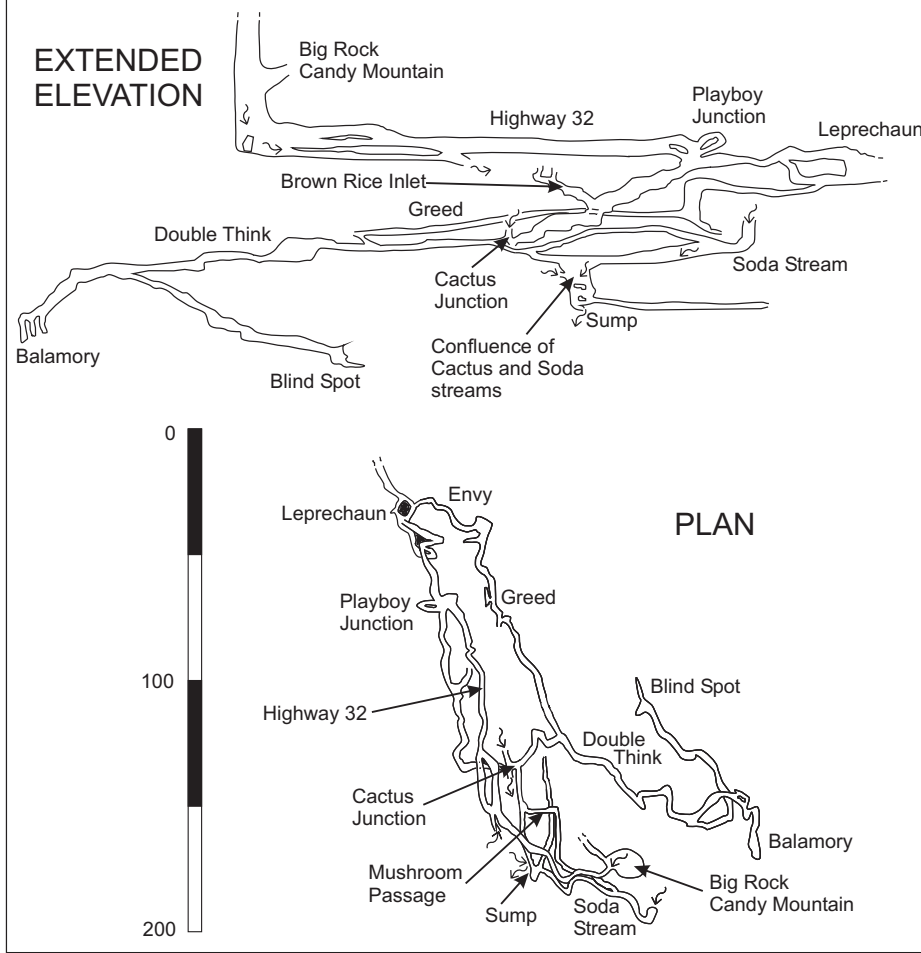 EXTENDED
ELEVATION
Big Rock
Candy Mountain
Highway 32
Playboy
Junction
Leprechaun
Brown Rice Inlet
Greed
Double Think
Cactus
Junction
Soda Stream
Sump
Balamory
Blind Spot
Confluence of
Cactus and Soda
streams
0
100
200
PLAN
Envy
Leprechaun
Greed
Playboy
Junction
Blind Spot
Highway 32
Double
Think
Cactus
Junction
Balamory
Mushroom
Passage
Big Rock
Candy Mountain
Sump
Soda
Stream